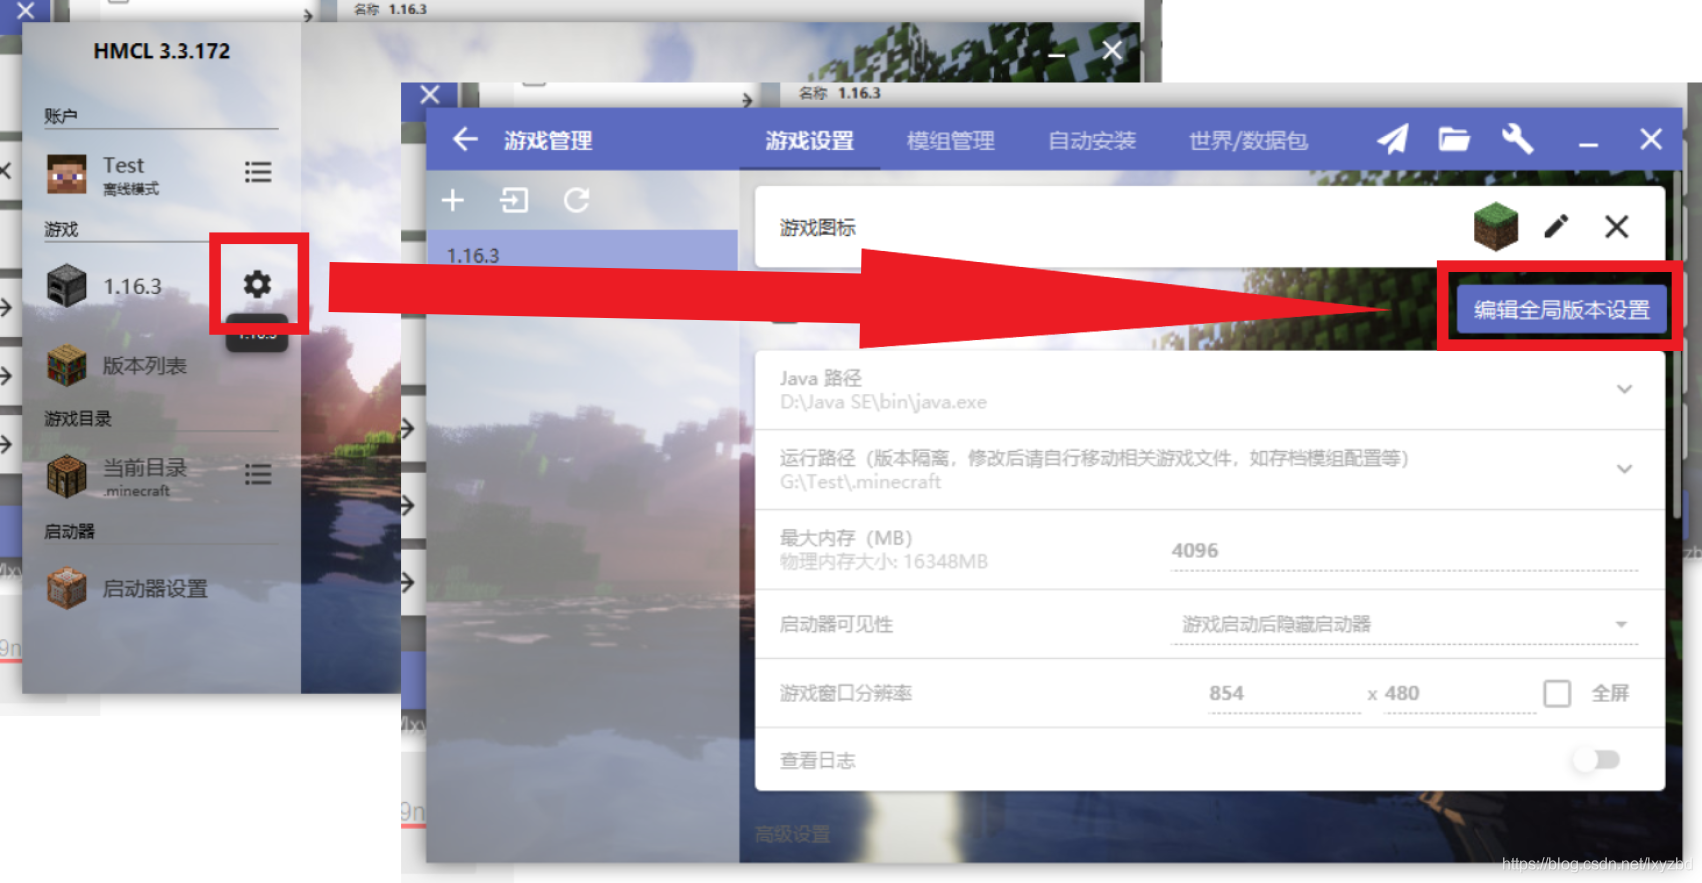 名称 1.16.3
HMCL 3.3.172
账户
Test
离线模式
游戏
1.16.3
版本列表
游戏目录
当前目录
.minecraft
启动器
启动器设置
9n
名称 1.16.3
游戏管理
游戏设置
模组管理
自动安装
世界/数据包
1.16.3
游戏图标
编辑全局版本设置
Java 路径
D:\Java SE\bin\java.exe
运行路径（版本隔离，修改后请自行移动相关游戏文件，如存档模组配置等）
G:\Test\.minecraft
最大内存（MB）
物理内存大小: 16348MB
4096
启动器可见性
游戏启动后隐藏启动器
游戏窗口分辨率
854
x 480
全屏
查看日志
高级设置
9n
https://blog.csdn.net/lxyzbd